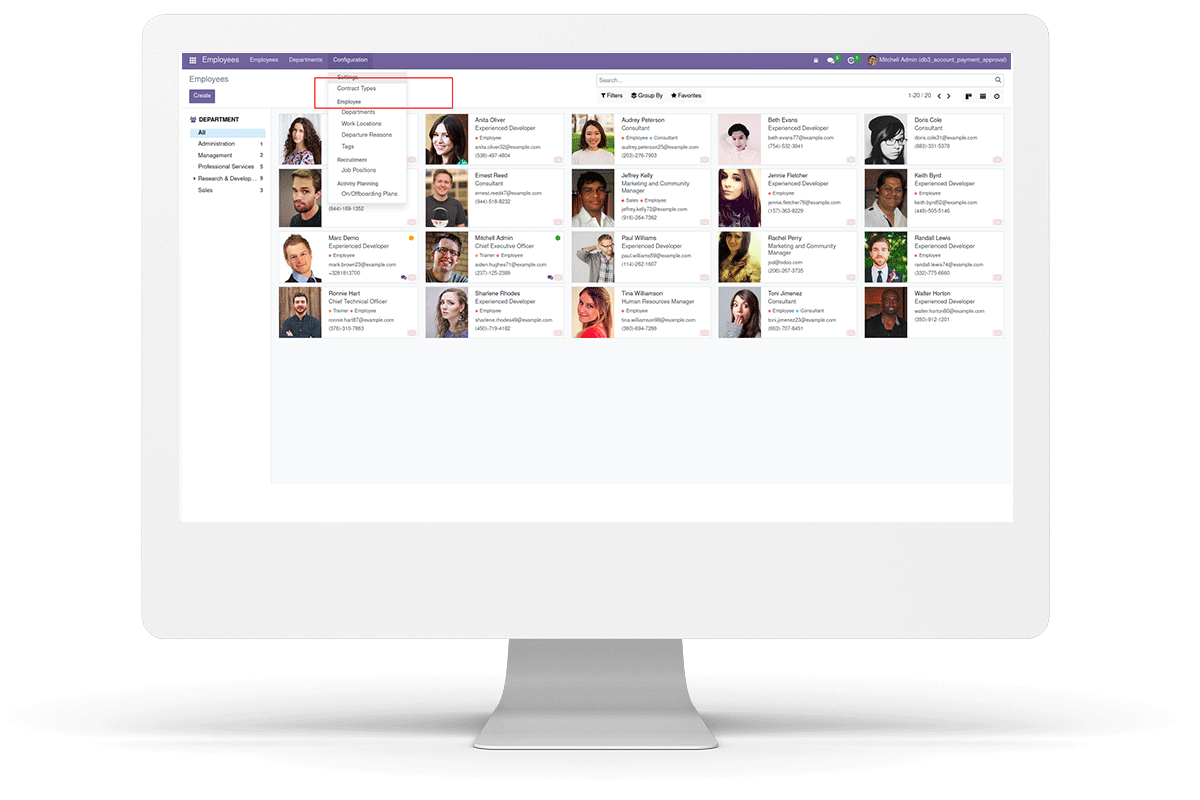 Employees Employees Departments Configuration 3 1 Mitchell Admin (db3_account_payment_approval)
Employees
Search...
Create
Filters Group By Favorites
1-20 / 20
Settings
Contract Types
Employee
Departments
Work Locations
Departure Reasons
Tags
Recruitment
Job Positions
Activity Planning
On/Offboarding Plans
DEPARTMENT
All
Administration 1
Management 2
Professional Services 5
Research & Develop... 9
Sales 3
Anita Oliver
Experienced Developer
Employee
anita.oliver32@example.com
(538)-497-4804
Audrey Peterson
Consultant
Employee Consultant
audrey.peterson25@example.com
(203)-276-7903
Beth Evans
Experienced Developer
beth.evans77@example.com
(754)-532-3841
Doris Cole
Consultant
doris.cole31@example.com
(883)-331-5378
(644)-169-1352
Ernest Reed
Consultant
ernest.reed47@example.com
(944)-518-8232
Jeffrey Kelly
Marketing and Community
Manager
Sales Employee
jeffrey.kelly72@example.com
(916)-264-7362
Jennie Fletcher
Experienced Developer
Employee
jennie.fletcher76@example.com
(157)-363-8229
Keith Byrd
Experienced Developer
Employee
keith.byrd52@example.com
(449)-505-5146
Marc Demo
Experienced Developer
Employee
mark.brown23@example.com
+3281813700
Mitchell Admin
Chief Executive Officer
Trainer Employee
aiden.hughes71@example.com
(237)-125-2389
Paul Williams
Experienced Developer
paul.williams59@example.com
(114)-262-1607
Rachel Perry
Marketing and Community
Manager
jod@odoo.com
(206)-267-3735
Randall Lewis
Experienced Developer
Employee
randall.lewis74@example.com
(332)-775-6660
Ronnie Hart
Chief Technical Officer
Trainer Employee
ronnie.hart87@example.com
(376)-310-7863
Sharlene Rhodes
Experienced Developer
Employee
sharlene.rhodes49@example.com
(450)-719-4182
Tina Williamson
Human Resources Manager
Employee
tina.williamson98@example.com
(360)-694-7266
Toni Jimenez
Consultant
Employee Consultant
toni.jimenez23@example.com
(663)-707-8451
Walter Horton
Experienced Developer
walter.horton80@example.com
(350)-912-1201